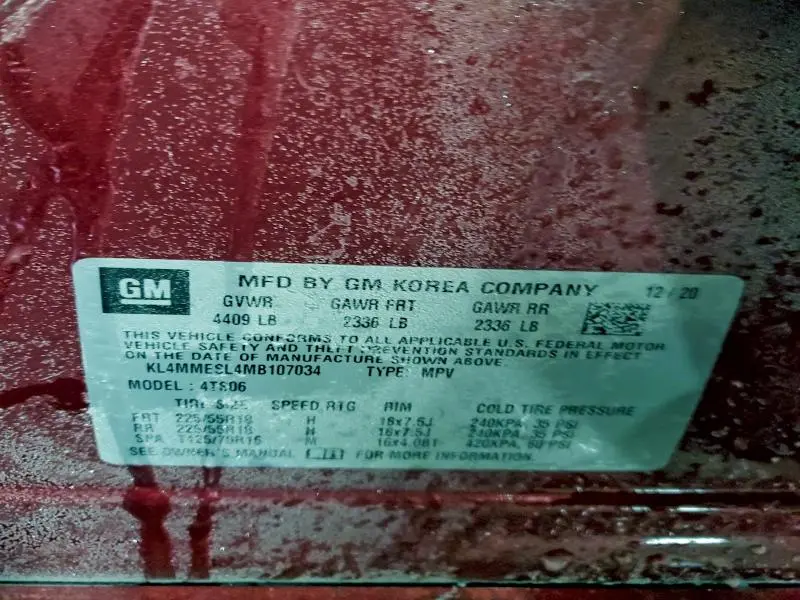 GM MFD BY GM KOREA COMPANY 12/20
GVWR GAWR FRT GAWR RR
4409 LB 2336 LB 2336 LB
THIS VEHICLE CONFORMS TO ALL APPLICABLE U.S. FEDERAL MOTOR
VEHICLE SAFETY AND THEFT PREVENTION STANDARDS IN EFFECT
ON THE DATE OF MANUFACTURE SHOWN ABOVE.
KL4MMESL4MB107034 TYPE: MPV
MODEL: 4TS06
TIRE SIZE SPEED RTG RIM COLD TIRE PRESSURE
FRT 225/55R18 H 18x7.5J 240KPA, 35 PSI
RR 225/55R18 H 18x7.5J 240KPA, 35 PSI
SPA T125/70R16 M 16x4.0BT 420KPA, 60 PSI
SEE OWNER'S MANUAL FOR MORE INFORMATION.